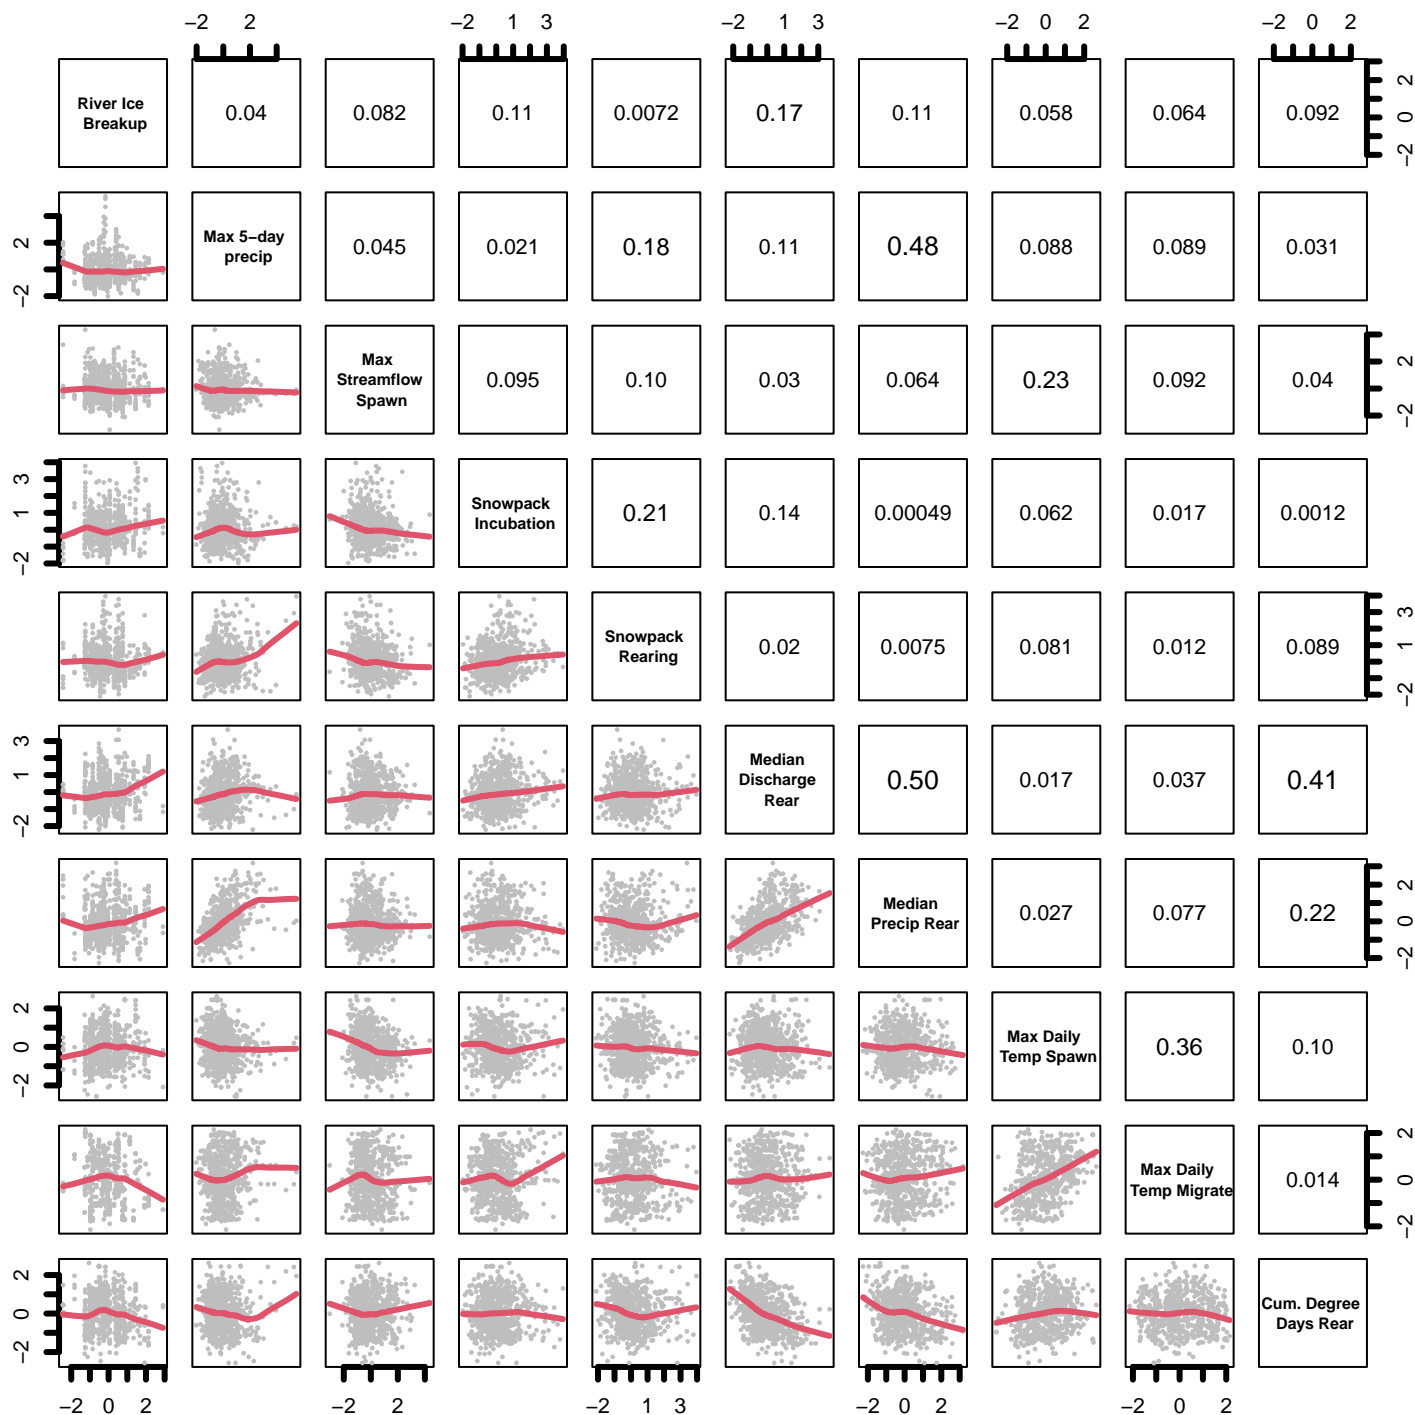 −2 2 −2 1 3 −2 1 3 −2 0 2 −2 0 2
River Ice
Breakup
0.04 0.082 0.11 0.0072 0.17 0.11 0.058 0.064 0.092
2
0
−2
2
−2
Max 5−day
precip
0.045 0.021 0.18 0.11 0.48 0.088 0.089 0.031
Max
Streamflow
Spawn
0.095 0.10 0.03 0.064 0.23 0.092 0.04
2
−2
3
1
−2
Snowpack
Incubation
0.21 0.14 0.00049 0.062 0.017 0.0012
Snowpack
Rearing
0.02 0.0075 0.081 0.012 0.089
3
1
−2
3
1
−2
Median
Discharge
Rear
0.50 0.017 0.037 0.41
Median
Precip Rear
0.027 0.077 0.22
2
0
−2
2
0
−2
Max Daily
Temp Spawn
0.36 0.10
Max Daily
Temp Migrate
0.014
2
0
−2
2
0
−2
Cum. Degree
Days Rear
−2 0 2 −2 2 −2 1 3 −2 0 2 −2 0 2